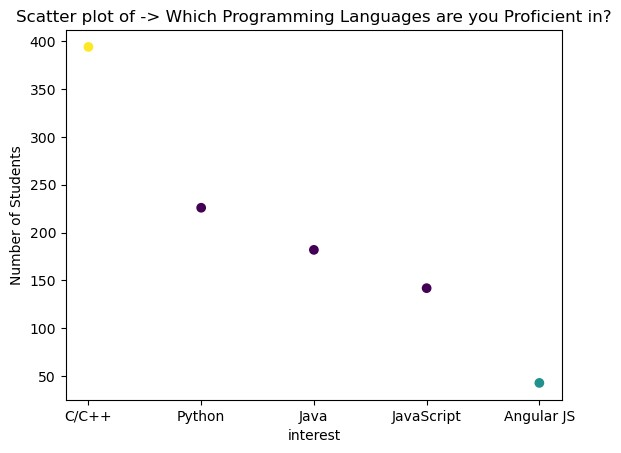 Scatter plot of -> Which Programming Languages are you Proficient in?
400
350
300
250
200
150
100
50
Number of Students
C/C++ Python Java JavaScript Angular JS
interest